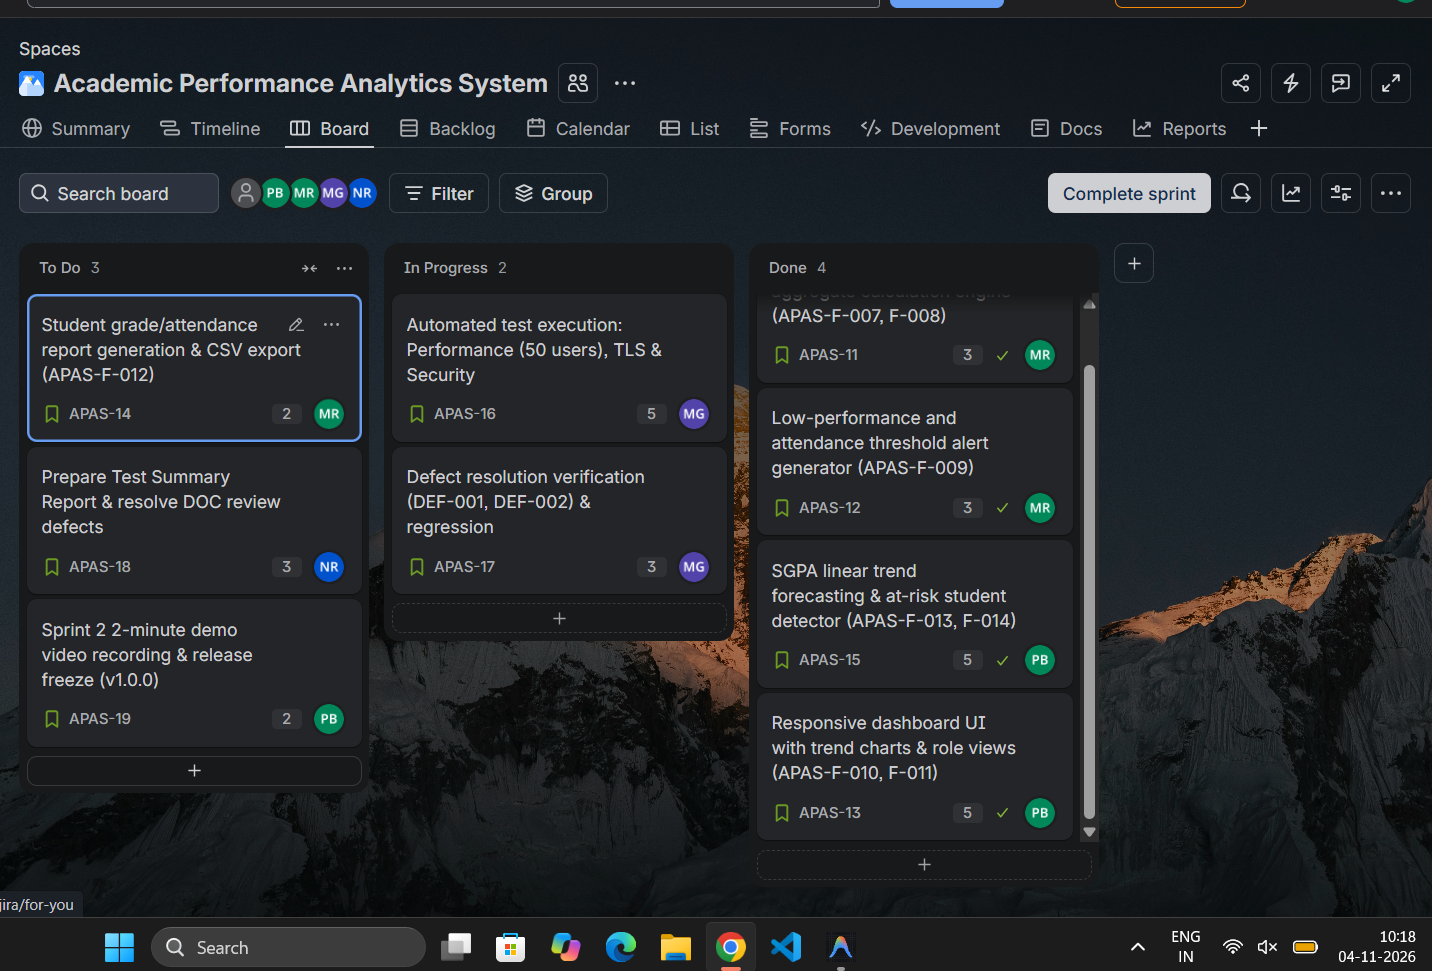 Spaces
Academic Performance Analytics System
Summary
Timeline
Board
Backlog
Calendar
List
Forms
Development
Docs
Reports
Search board
PB
MR
MG
NR
Filter
Group
Complete sprint
To Do 3
Student grade/attendance
report generation & CSV export
(APAS-F-012)
APAS-14
2
MR
Prepare Test Summary
Report & resolve DOC review
defects
APAS-18
3
NR
Sprint 2 2-minute demo
video recording & release
freeze (v1.0.0)
APAS-19
2
PB
In Progress 2
Automated test execution:
Performance (50 users), TLS &
Security
APAS-16
5
MG
Defect resolution verification
(DEF-001, DEF-002) &
regression
APAS-17
3
MG
Done 4
aggregate calculation engine
(APAS-F-007, F-008)
APAS-11
3
MR
Low-performance and
attendance threshold alert
generator (APAS-F-009)
APAS-12
3
MR
SGPA linear trend
forecasting & at-risk student
detector (APAS-F-013, F-014)
APAS-15
5
PB
Responsive dashboard UI
with trend charts & role views
(APAS-F-010, F-011)
APAS-13
5
PB
jira/for-you
Search
ENG
IN
10:18
04-11-2026